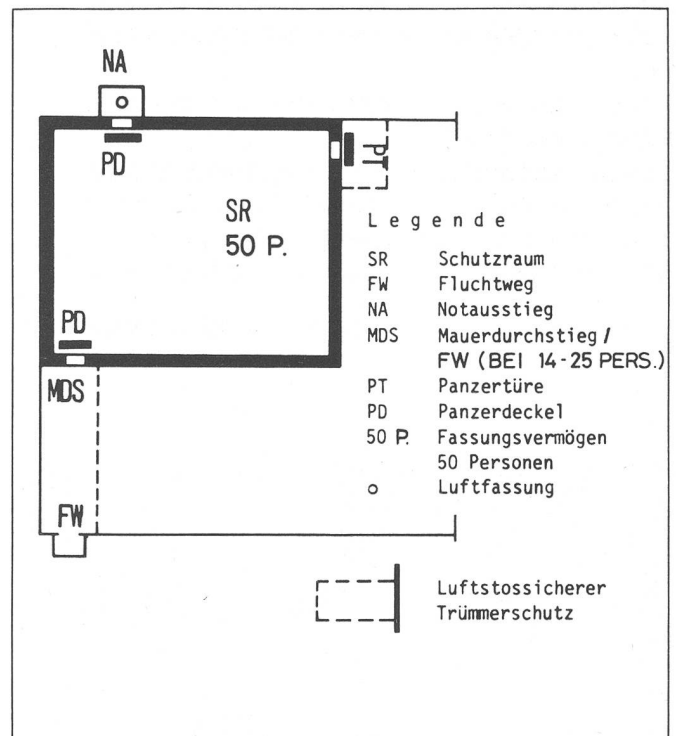 NA
PD
PT
SR
50 P.
PD
MDS
FW
Legende
SR Schutzraum
FW Fluchtweg
NA Notausstieg
MDS Mauerdurchstieg /
FW (BEI 14-25 PERS.)
PT Panzertüre
PD Panzerdeckel
50 P. Fassungsvermögen
50 Personen
o Luftfassung
Luftstossicherer
Trümmerschutz